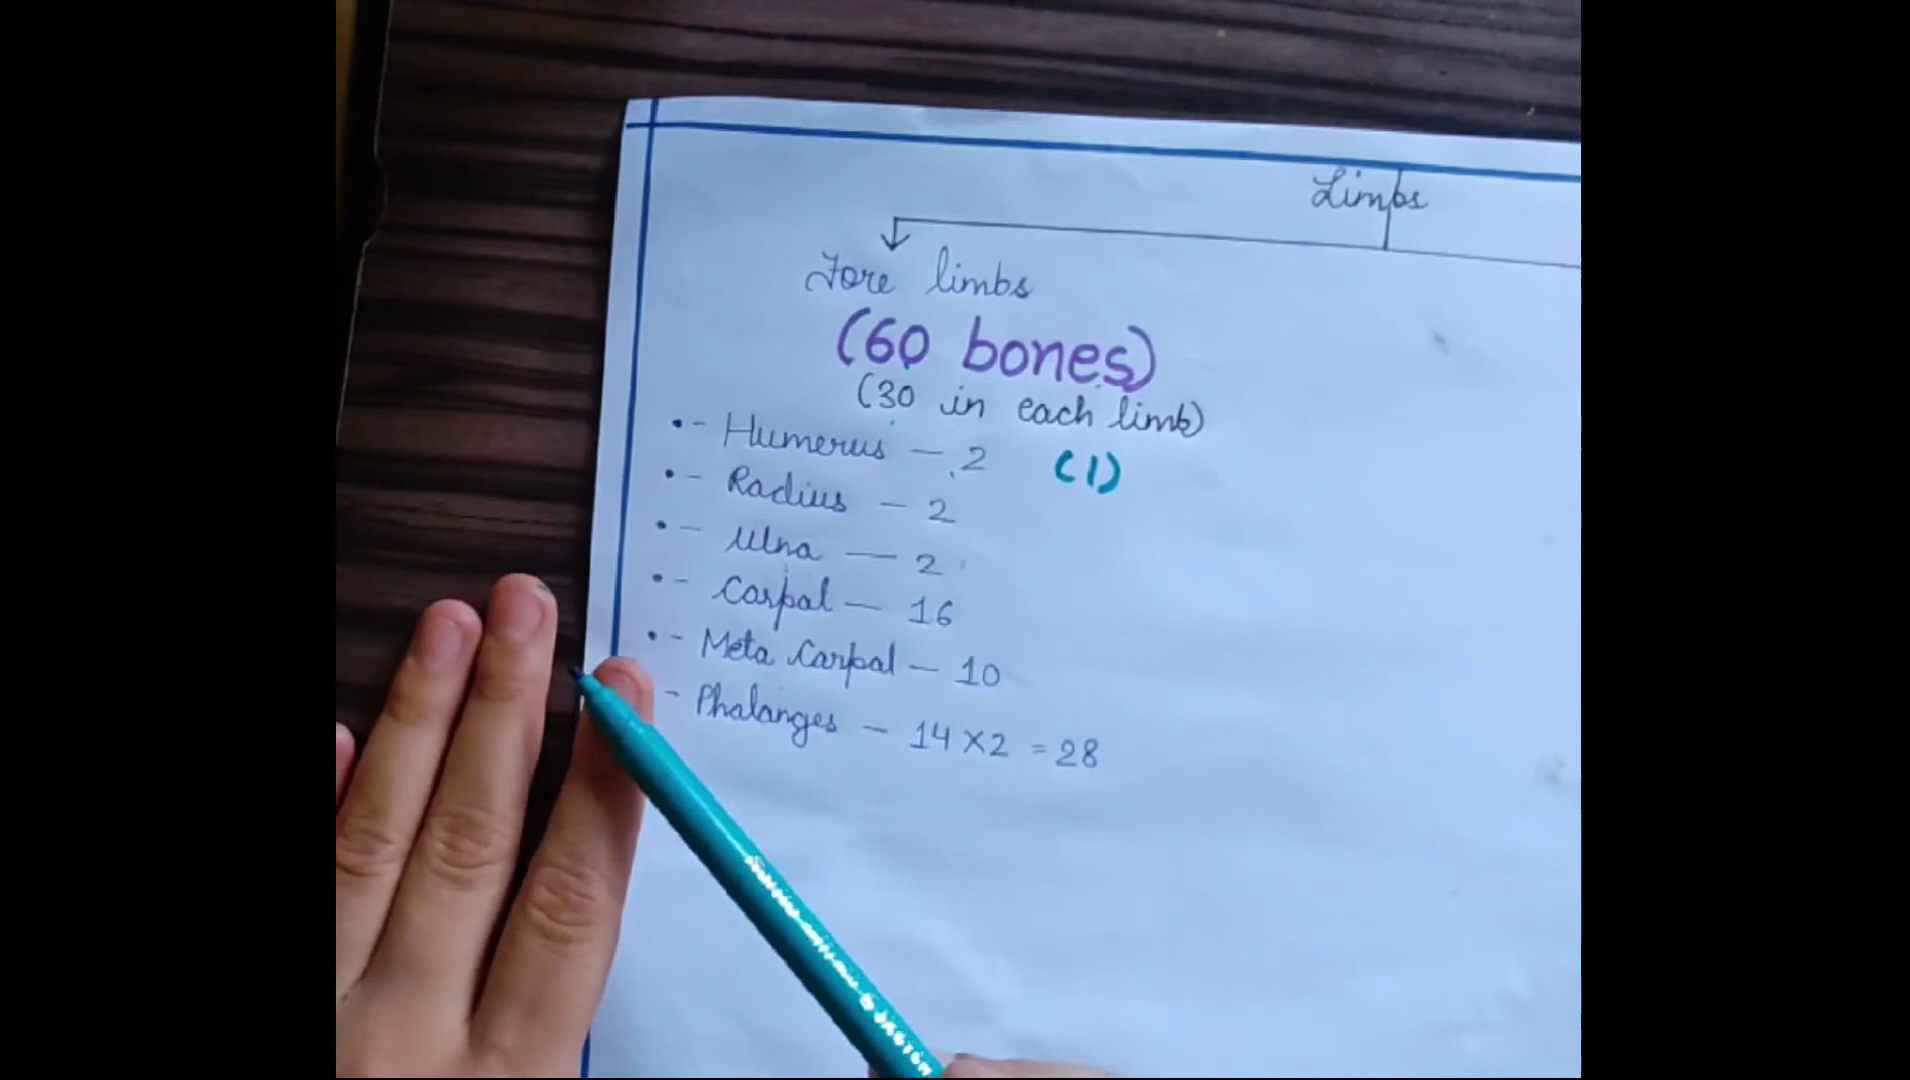 Limbs
Fore limbs
(60 bones)
(30 in each limb)
•- Humerus — 2 (1)
•- Radius — 2
•- Ulna — 2
•- Carpal — 16
•- Meta Carpal — 10
- Phalanges — 14 x 2 = 28